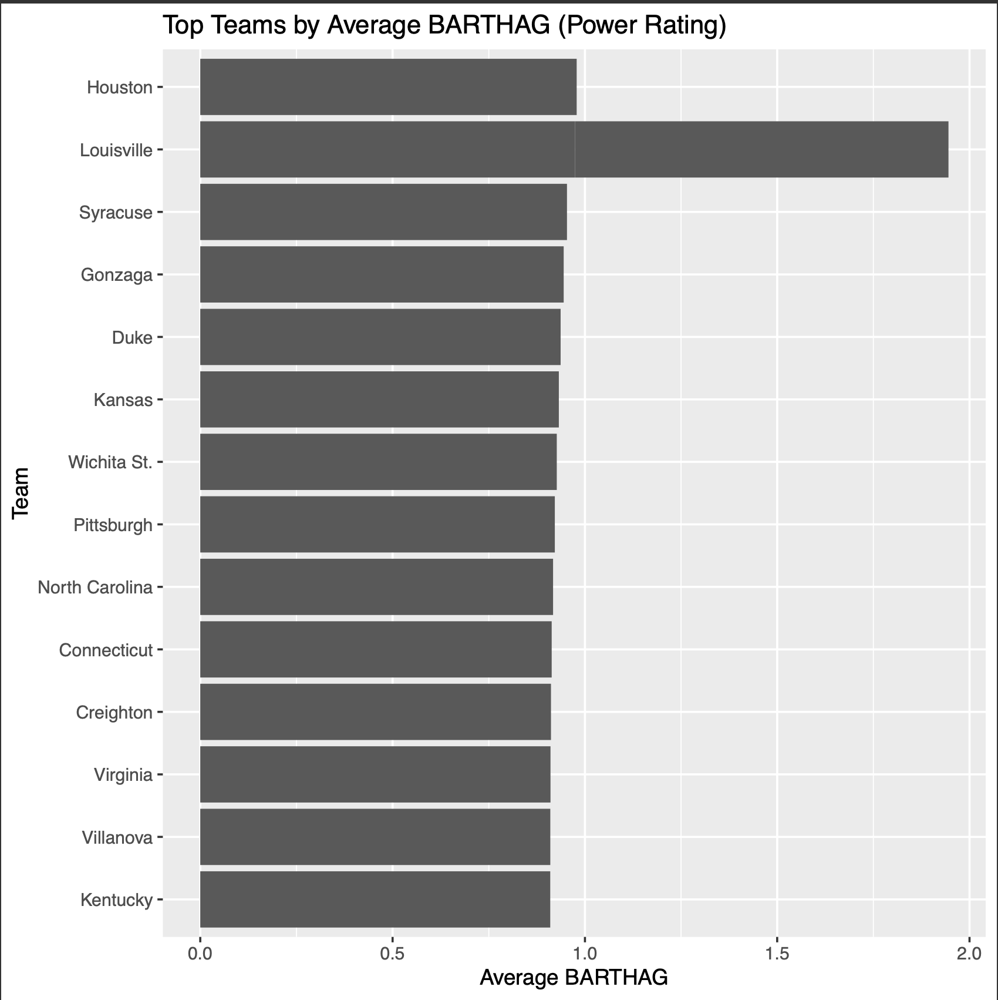 Top Teams by Average BARTHAG (Power Rating)
Team
Houston
Louisville
Syracuse
Gonzaga
Duke
Kansas
Wichita St.
Pittsburgh
North Carolina
Connecticut
Creighton
Virginia
Villanova
Kentucky
0.0 0.5 1.0 1.5 2.0
Average BARTHAG